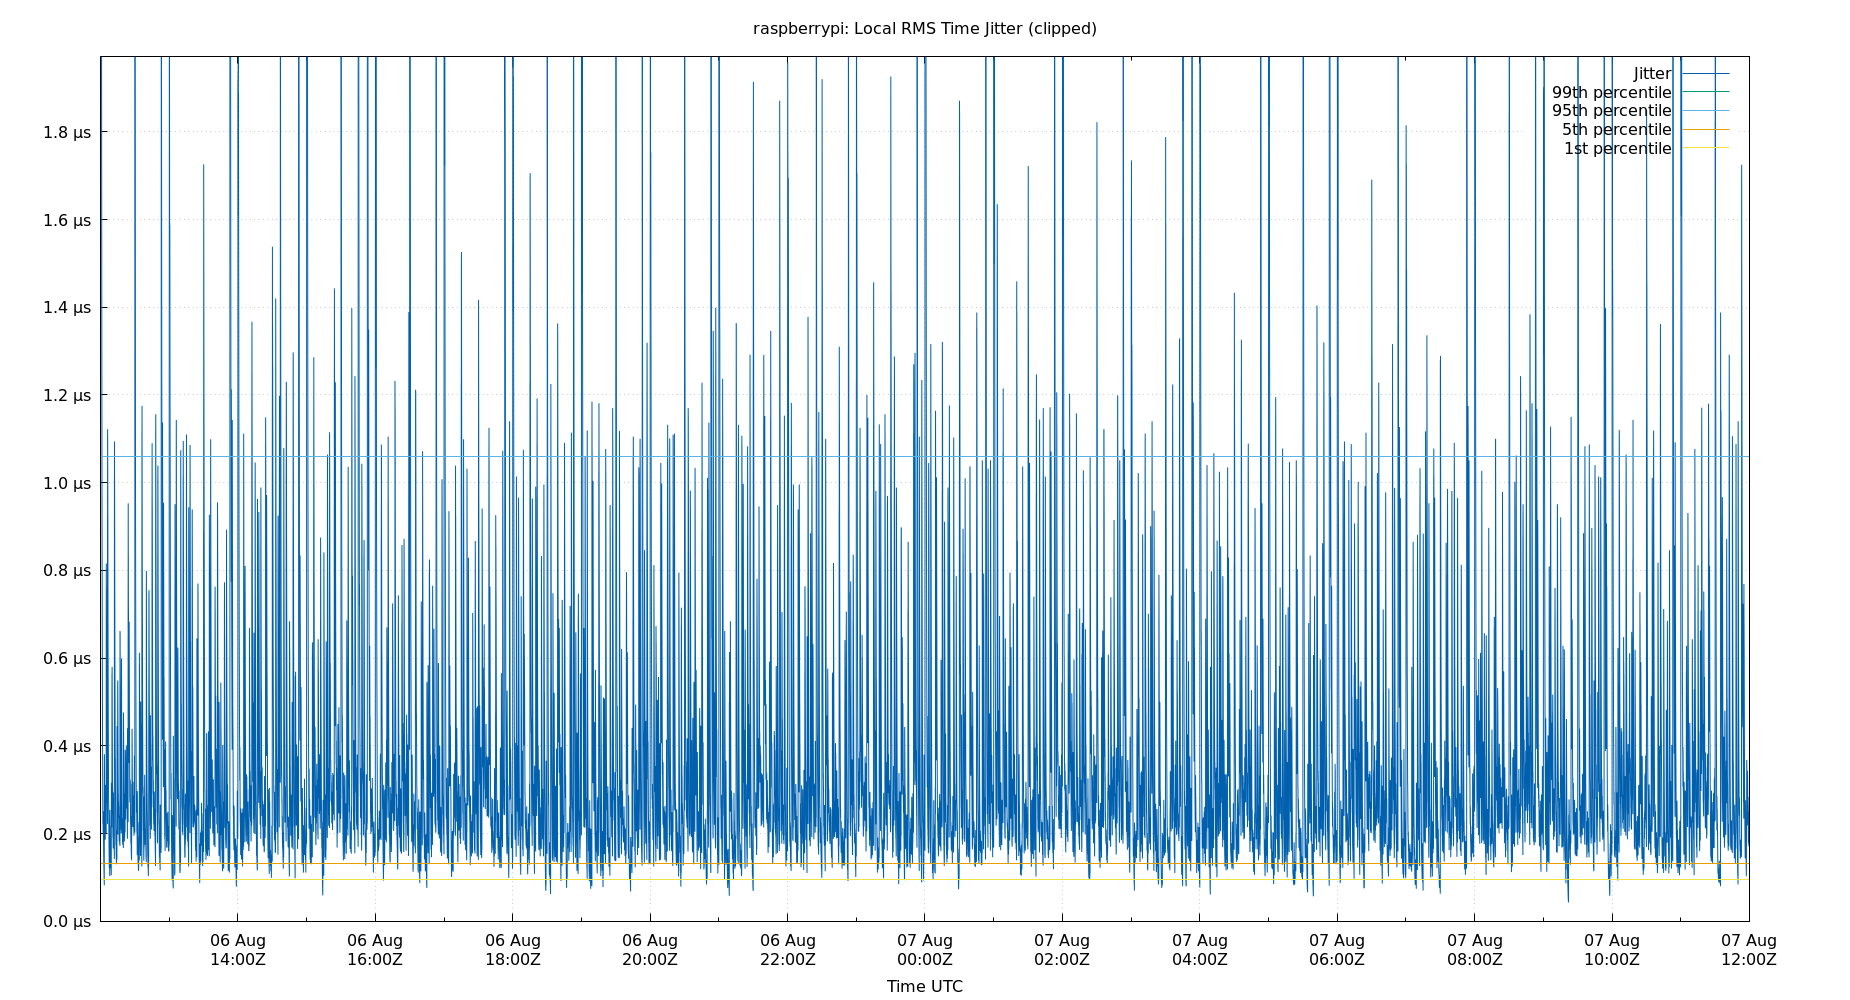 raspberrypi: Local RMS Time Jitter (clipped)
Jitter
99th percentile
95th percentile
5th percentile
1st percentile
1.8 µs
1.6 µs
1.4 µs
1.2 µs
1.0 µs
0.8 µs
0.6 µs
0.4 µs
0.2 µs
0.0 µs
06 Aug 06 Aug 06 Aug 06 Aug 06 Aug 07 Aug 07 Aug 07 Aug 07 Aug 07 Aug 07 Aug 07 Aug
14:00Z 16:00Z 18:00Z 20:00Z 22:00Z 00:00Z 02:00Z 04:00Z 06:00Z 08:00Z 10:00Z 12:00Z
Time UTC